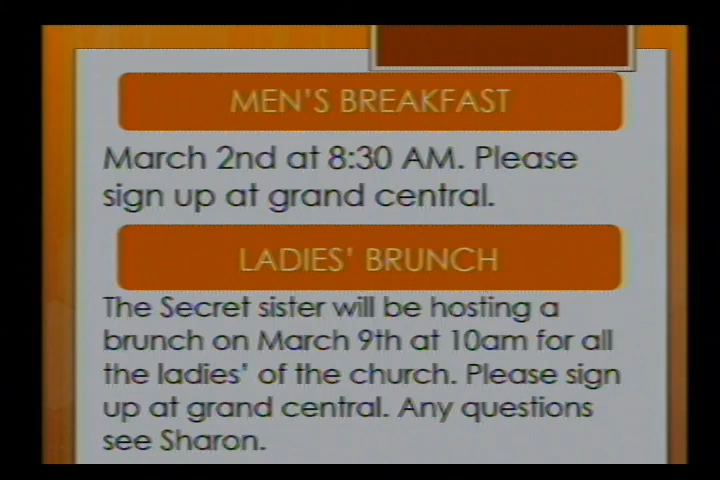 MEN'S BREAKFAST
March 2nd at 8:30 AM. Please
sign up at grand central.
LADIES' BRUNCH
The Secret sister will be hosting a
brunch on March 9th at 10am for all
the ladies' of the church. Please sign
up at grand central. Any questions
see Sharon.